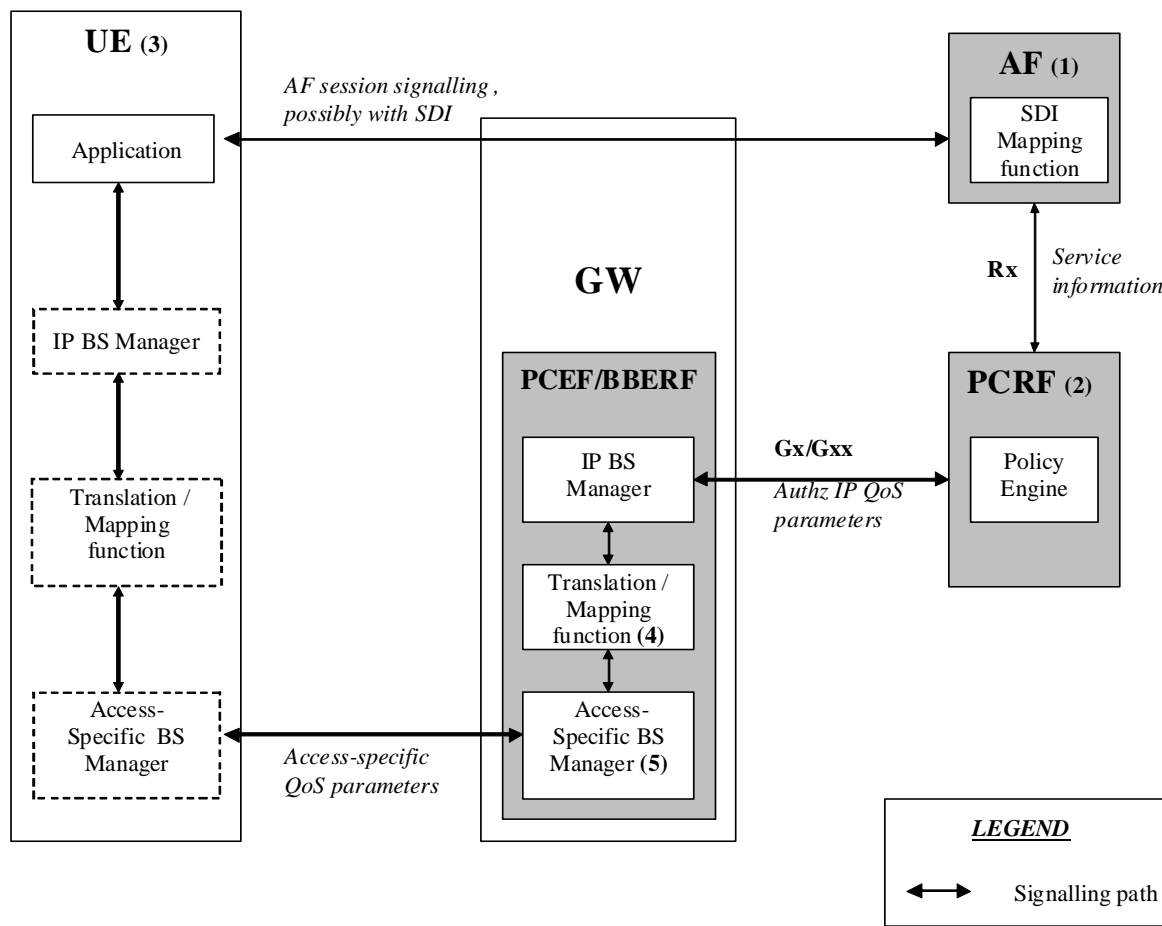 UE (3)
AF (1)
AF session signalling ,
possibly with SDI
SDI
Mapping
function
Application
GW
Rx
Service
information
IP BS Manager
PCEF/BBERF
PCRF (2)
IP BS
Manager
Gx/Gxx
Authz IP QoS
parameters
Policy
Engine
Translation /
Mapping
function
Translation /
Mapping
function (4)
Access-
Specific BS
Manager
Access-specific
QoS parameters
Access-
Specific BS
Manager (5)
LEGEND
Signalling path